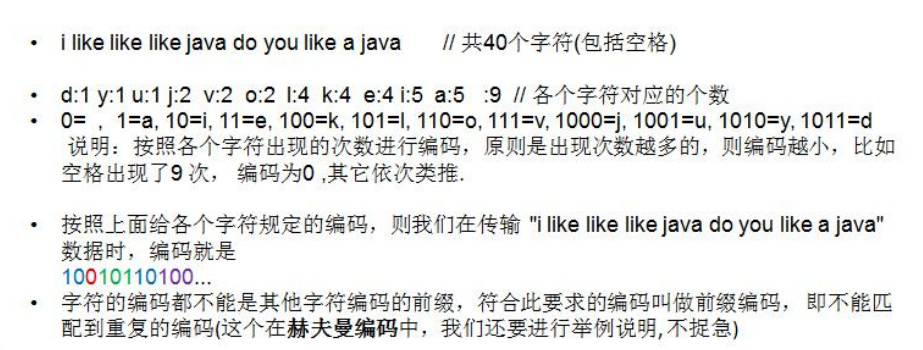 • i like like like java do you like a java // 共40个字符(包括空格)
• d:1 y:1 u:1 j:2 v:2 o:2 l:4 k:4 e:4 i:5 a:5 :9 // 各个字符对应的个数
• 0= , 1=a, 10=i, 11=e, 100=k, 101=l, 110=o, 111=v, 1000=j, 1001=u, 1010=y, 1011=d
说明：按照各个字符出现的次数进行编码，原则是出现次数越多的，则编码越小，比如
空格出现了9 次， 编码为0 ,其它依次类推.
• 按照上面给各个字符规定的编码，则我们在传输 "i like like like java do you like a java"
数据时，编码就是
10010110100...
• 字符的编码都不能是其他字符编码的前缀，符合此要求的编码叫做前缀编码， 即不能匹
配到重复的编码(这个在赫夫曼编码中，我们还要进行举例说明,不捉急)